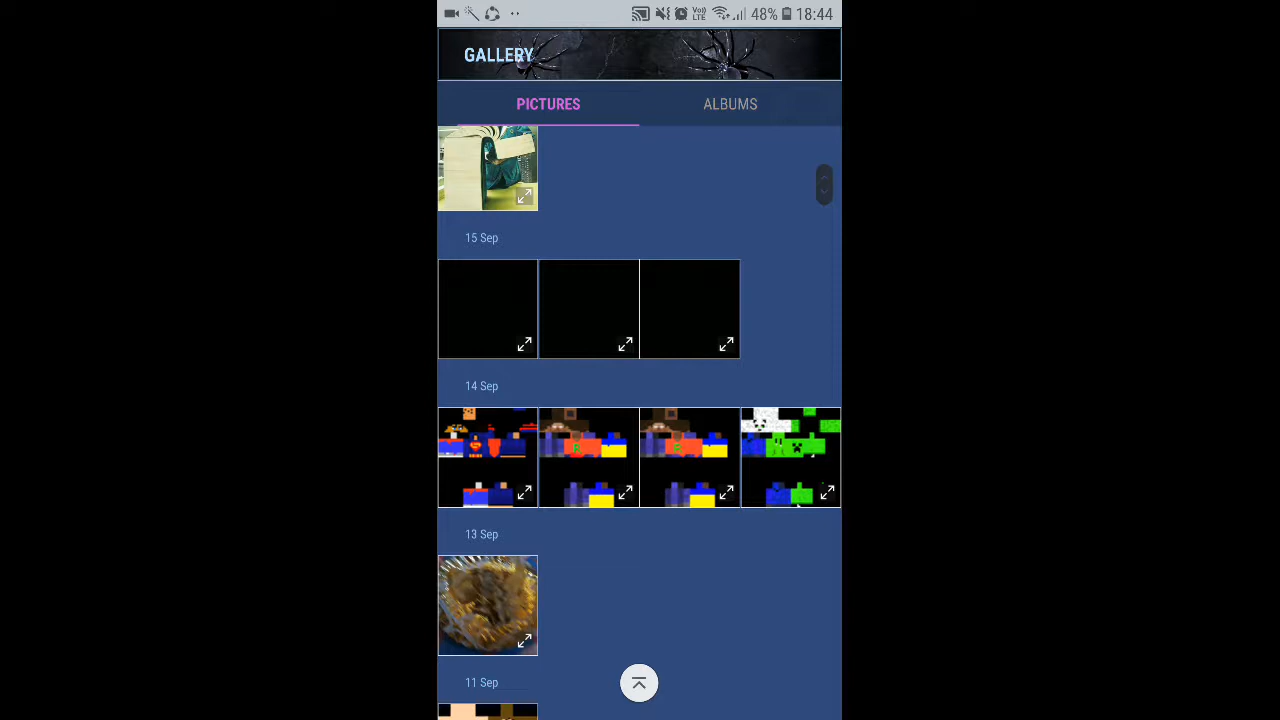 48% 18:44
GALLERY
PICTURES ALBUMS
15 Sep
14 Sep
13 Sep
11 Sep